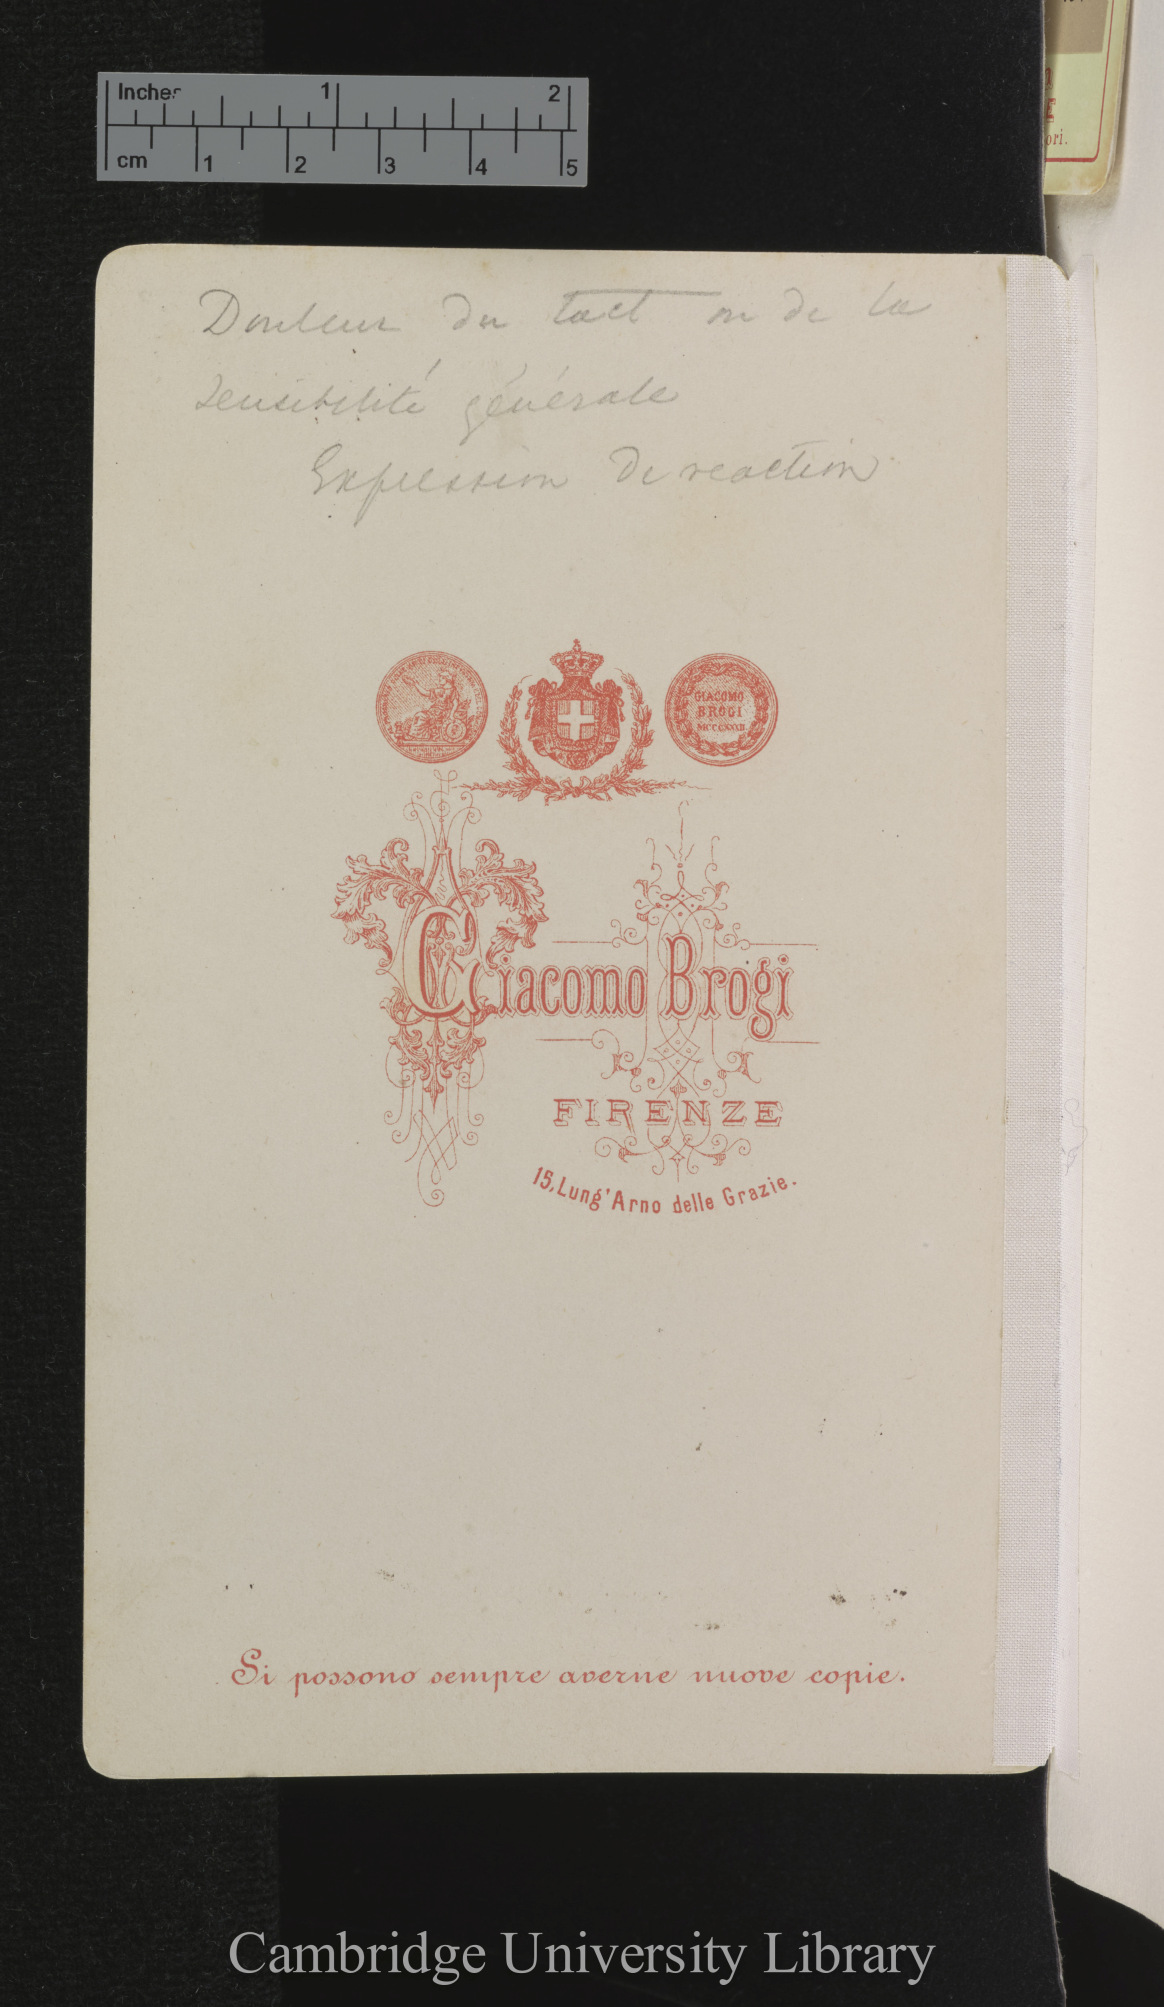 Inches 1 2
cm 1 2 3 4 5
ori.
Douleur du tact ou de la
sensibilité générale
Expression de réaction
GIACOMO
BROGI
Giacomo Brogi
FIRENZE
15, Lung'Arno delle Grazie.
Si possono sempre averne nuove copie.
Cambridge University Library